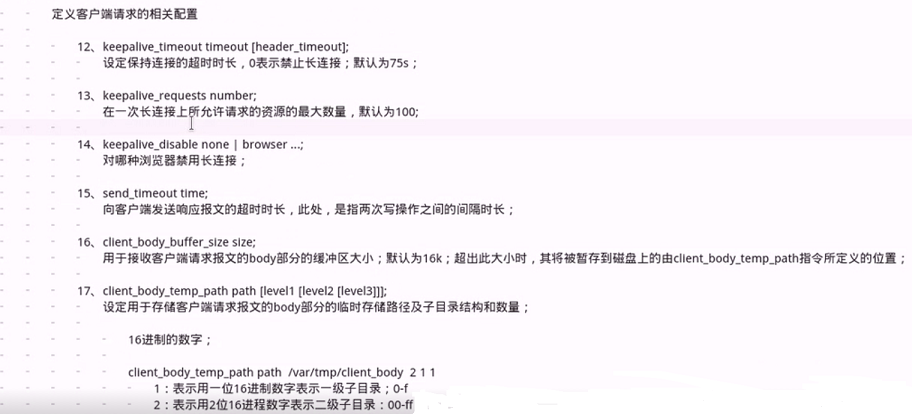 定义客户端请求的相关配置
12、keepalive_timeout timeout [header_timeout];
设定保持连接的超时时长，0表示禁止长连接；默认为75s；
13、keepalive_requests number;
在一次长连接上所允许请求的资源的最大数量，默认为100;
14、keepalive_disable none | browser ...;
对哪种浏览器禁用长连接；
15、send_timeout time;
向客户端发送响应报文的超时时长，此处，是指两次写操作之间的间隔时长；
16、client_body_buffer_size size;
用于接收客户端请求报文的body部分的缓冲区大小；默认为16k；超出此大小时，其将被暂存到磁盘上的由client_body_temp_path指令所定义的位置；
17、client_body_temp_path path [level1 [level2 [level3]]];
设定用于存储客户端请求报文的body部分的临时存储路径及子目录结构和数量；
16进制的数字；
client_body_temp_path path  /var/tmp/client_body  2 1 1
1：表示用一位16进制数字表示一级子目录；0-f
2：表示用2位16进程数字表示二级子目录：00-ff